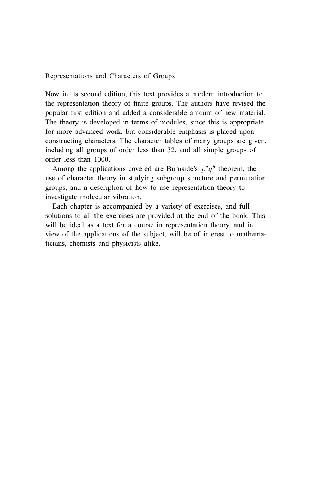 Representations and Characters of Groups
Now in its second edition, this text provides a modern introduction to
the representation theory of finite groups. The authors have revised the
popular first edition and added a considerable amount of new material.
The theory is developed in terms of modules, since this is appropriate
for more advanced work, but considerable emphasis is placed upon
constructing characters. The character tables of many groups are given,
including all groups of order less than 32, and all simple groups of
order less than 1000.
Among the applications covered are Burnside's pᵃqᵇ theorem, the
use of character theory in studying subgroup structure and permutation
groups, and a description of how to use representation theory to
investigate molecular vibration.
Each chapter is accompanied by a variety of exercises, and full
solutions to all the exercises are provided at the end of the book. This
will be ideal as a text for a course in representation theory, and in
view of the applications of the subject, will be of interest to mathema-
ticians, chemists and physicists alike.